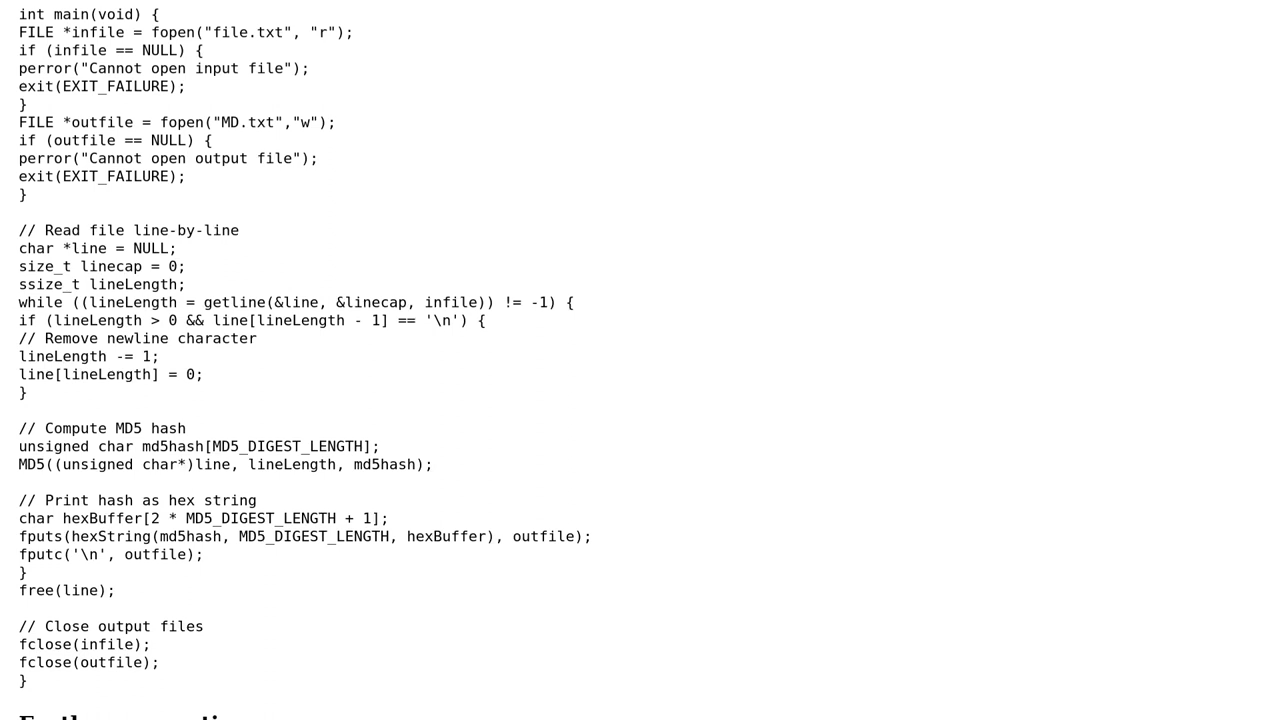 int main(void) {
FILE *infile = fopen("file.txt", "r");
if (infile == NULL) {
perror("Cannot open input file");
exit(EXIT_FAILURE);
}
FILE *outfile = fopen("MD.txt","w");
if (outfile == NULL) {
perror("Cannot open output file");
exit(EXIT_FAILURE);
}
// Read file line-by-line
char *line = NULL;
size_t linecap = 0;
ssize_t lineLength;
while ((lineLength = getline(&line, &linecap, infile)) != -1) {
if (lineLength > 0 && line[lineLength - 1] == '\n') {
// Remove newline character
lineLength -= 1;
line[lineLength] = 0;
}
// Compute MD5 hash
unsigned char md5hash[MD5_DIGEST_LENGTH];
MD5((unsigned char*)line, lineLength, md5hash);
// Print hash as hex string
char hexBuffer[2 * MD5_DIGEST_LENGTH + 1];
fputs(hexString(md5hash, MD5_DIGEST_LENGTH, hexBuffer), outfile);
fputc('\n', outfile);
}
free(line);
// Close output files
fclose(infile);
fclose(outfile);
}